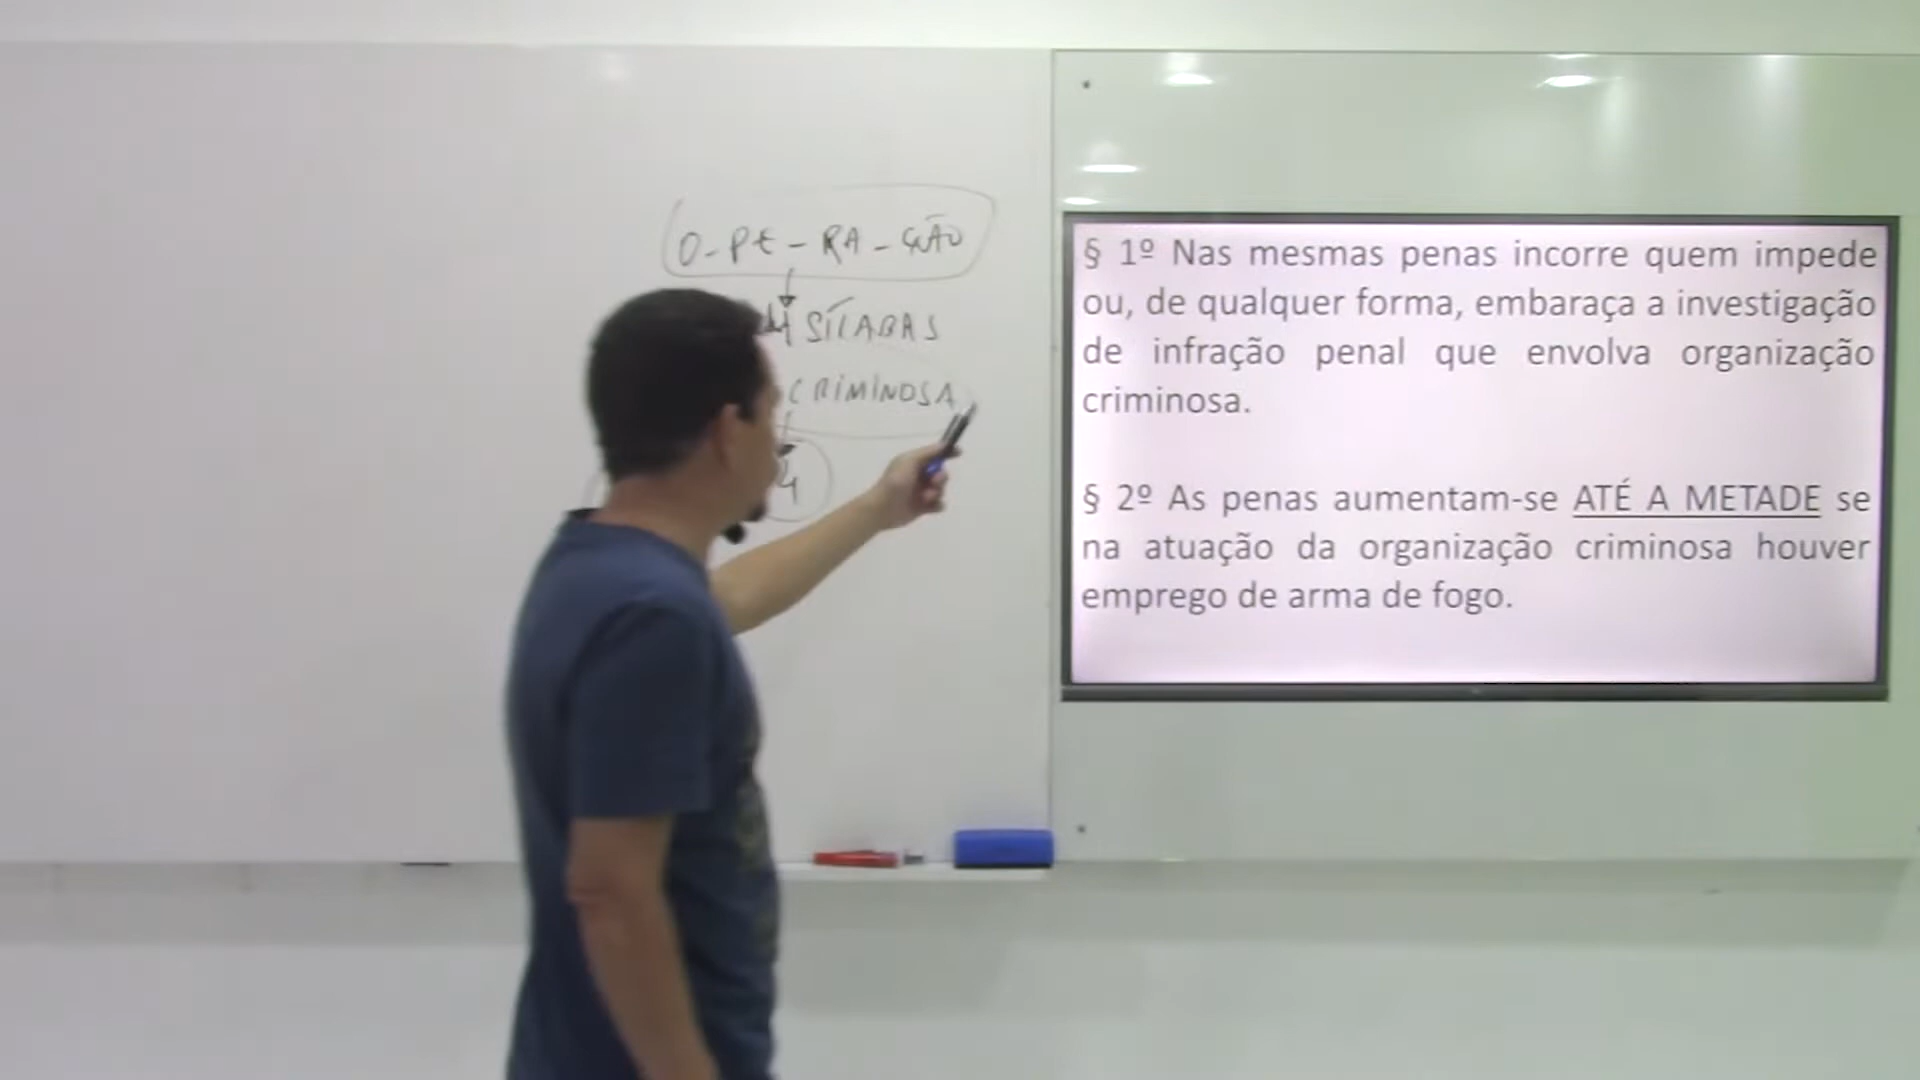 O-PE-RA-ÇÃO
4 SÍLABAS
CRIMINOSA
4
§ 1º Nas mesmas penas incorre quem impede
ou, de qualquer forma, embaraça a investigação
de infração penal que envolva organização
criminosa.
§ 2º As penas aumentam-se ATÉ A METADE se
na atuação da organização criminosa houver
emprego de arma de fogo.